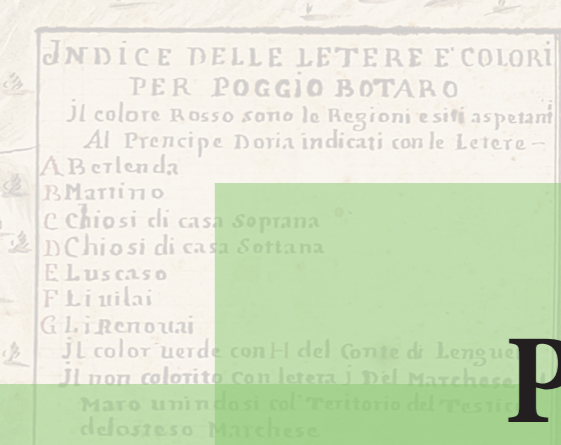 JNDICE DELLE LETERE E' COLORI
PER POGGIO BOTARO
jl colore Rosso sono le Regioni e siti aspetanti
Al Prencipe Doria indicati con le Letere –
A Berlenda
B Martino
C Chiosi di casa Soprana
D Chiosi di casa Sottana
E Luscaso
F Li uilai
G Li Renouai
jl color uerde con H del Conte di
jl non colorito con letera j Del Marchese
Maro unindosi col' Teritorio del
delosteso Marchese
P